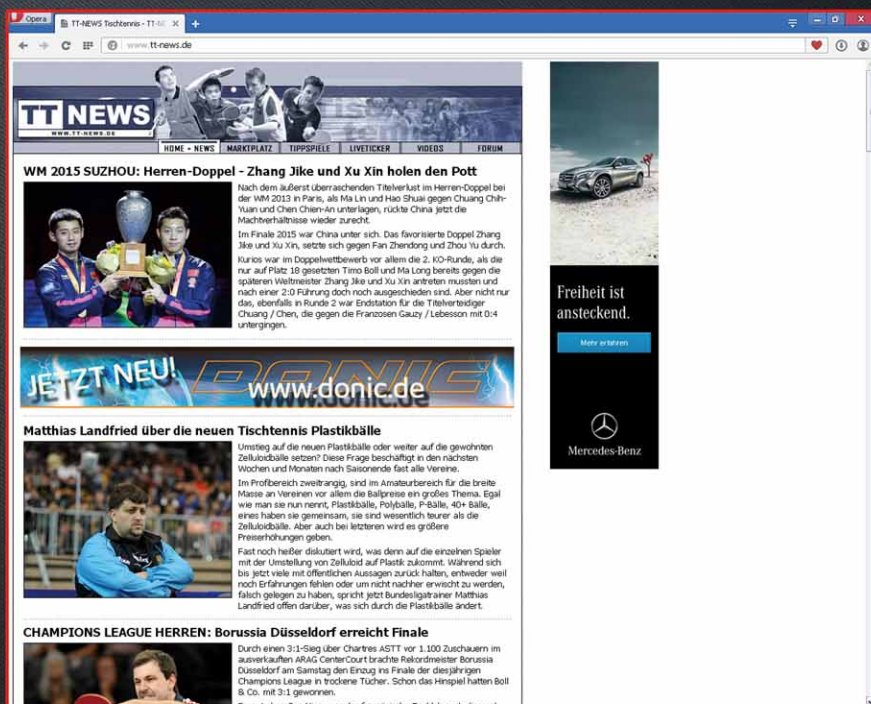 Opera
TT-NEWS Tischtennis - TT-NE
www.tt-news.de
TT NEWS
WWW.TT-NEWS.DE
HOME - NEWS MARKTPLATZ TIPPSPIELE LIVETICKER VIDEOS FORUM
WM 2015 SUZHOU: Herren-Doppel - Zhang Jike und Xu Xin holen den Pott
Nach dem äußerst überraschenden Titelverlust im Herren-Doppel bei
der WM 2013 in Paris, als Ma Lin und Hao Shuai gegen Chuang Chih-
Yuan und Chen Chien-An unterlagen, rückte China jetzt die
Machtverhältnisse wieder zurecht.
Im Finale 2015 war China unter sich. Das favorisierte Doppel Zhang
Jike und Xu Xin, setzte sich gegen Fan Zhendong und Zhou Yu durch.
Kurios war im Doppelwettbewerb vor allem die 2. KO-Runde, als die
nur auf Platz 18 gesetzten Timo Boll und Ma Long bereits gegen die
späteren Weltmeister Zhang Jike und Xu Xin antreten mussten und
nach einer 2:0 Führung doch noch ausgeschieden sind. Aber nicht nur
das, ebenfalls in Runde 2 war Endstation für die Titelverteidiger
Chuang / Chen, die gegen die Franzosen Gauzy / Lebesson mit 0:4
untergingen.
JETZT NEU! DONIC
www.donic.de
Matthias Landfried über die neuen Tischtennis Plastikbälle
Umstieg auf die neuen Plastikbälle oder weiter auf die gewohnten
Zelluloidbälle setzen? Diese Frage beschäftigt in den nächsten
Wochen und Monaten nach Saisonende fast alle Vereine.
Im Profibereich zweitrangig, sind im Amateurbereich für die breite
Masse an Vereinen vor allem die Ballpreise ein großes Thema. Egal
wie man sie nun nennt, Plastikbälle, Polybälle, P-Bälle, 40+ Bälle,
eines haben sie gemeinsam, sie sind wesentlich teurer als die
Zelluloidbälle. Aber auch bei letzteren wird es größere
Preiserhöhungen geben.
Fast noch heißer diskutiert wird, was denn auf die einzelnen Spieler
mit der Umstellung von Zelluloid auf Plastik zukommt. Während sich
bis jetzt viele mit öffentlichen Aussagen zurück halten, entweder weil
noch Erfahrungen fehlen oder um nicht nachher erwischt zu werden,
falsch gelegen zu haben, spricht jetzt Bundesligatrainer Matthias
Landfried offen darüber, was sich durch die Plastikbälle ändert.
CHAMPIONS LEAGUE HERREN: Borussia Düsseldorf erreicht Finale
Durch einen 3:1-Sieg über Chartres ASTT vor 1.100 Zuschauern im
ausverkauften ARAG CenterCourt brachte Rekordmeister Borussia
Düsseldorf am Samstag den Einzug ins Finale der diesjährigen
Champions League in trockene Tücher. Schon das Hinspiel hatten Boll
& Co. mit 3:1 gewonnen.
Freiheit ist
ansteckend.
Mehr erfahren
Mercedes-Benz